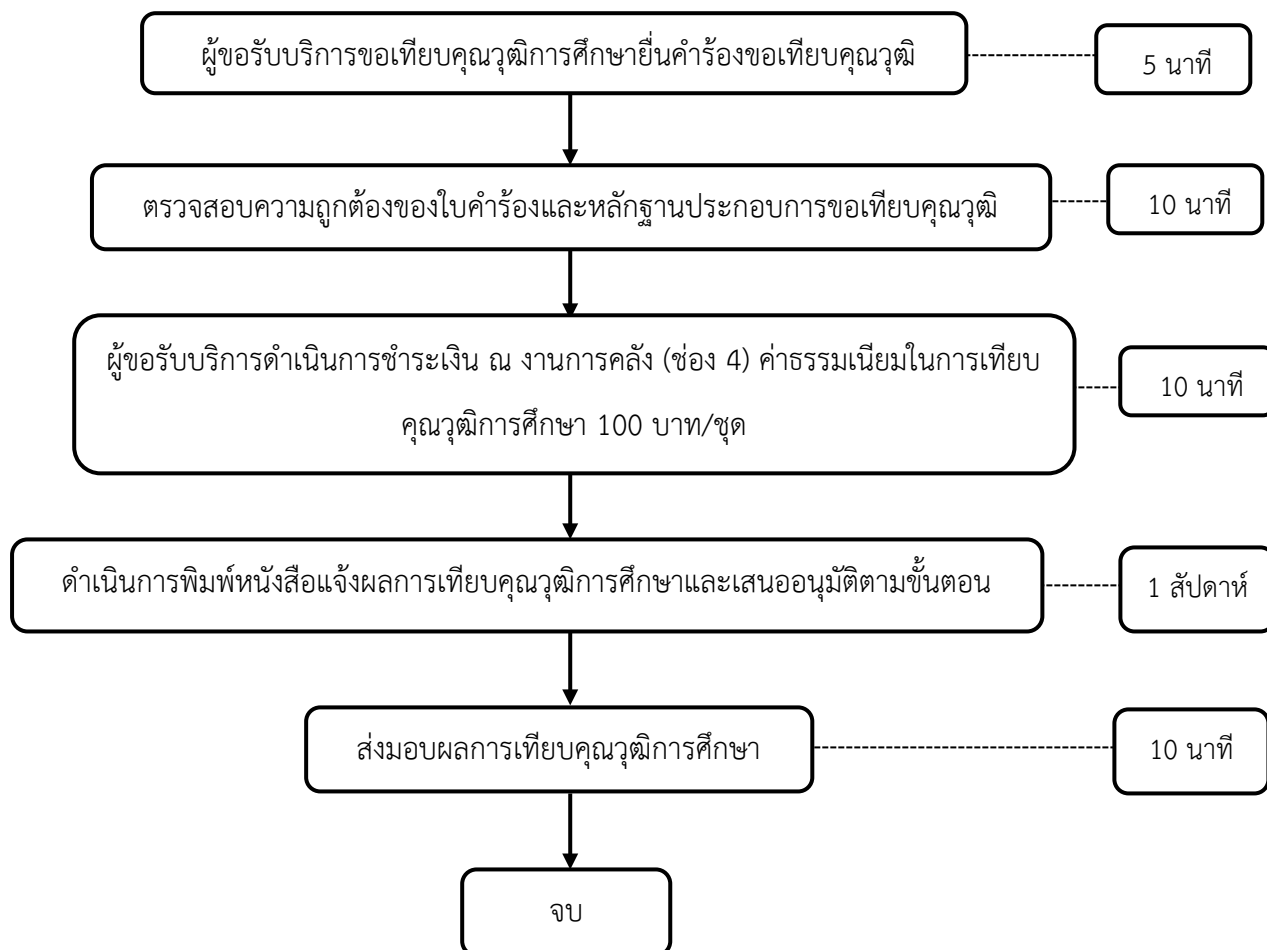 ผู้ขอรับบริการขอเทียบคุณวุฒิการศึกษายื่นคำร้องขอเทียบคุณวุฒิ
5 นาที
ตรวจสอบความถูกต้องของใบคำร้องและหลักฐานประกอบการขอเทียบคุณวุฒิ
10 นาที
ผู้ขอรับบริการดำเนินการชำระเงิน ณ งานการคลัง (ช่อง 4) ค่าธรรมเนียมในการเทียบ
คุณวุฒิการศึกษา 100 บาท/ชุด
10 นาที
ดำเนินการพิมพ์หนังสือแจ้งผลการเทียบคุณวุฒิการศึกษาและเสนออนุมัติตามขั้นตอน
1 สัปดาห์
ส่งมอบผลการเทียบคุณวุฒิการศึกษา
10 นาที
จบ